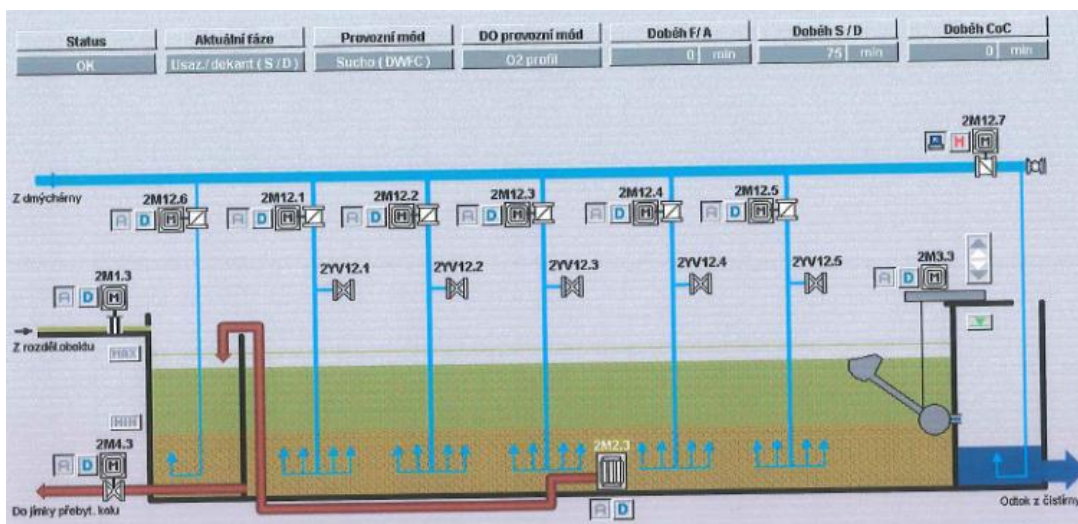 Status
Aktuální fáze
Provozní mód
DO provozní mód
Doběh F / A
Doběh S / D
Doběh CoC
OK
Usaz./ dekant ( S / D )
Sucho ( DWFC )
O2 profil
0 min
75 min
0 min
2M12.7
M M
Z dmychárny
2M12.6
2M12.1
2M12.2
2M12.3
2M12.4
2M12.5
A D M
A D M
A D M
A D M
A D M
A D M
2YV12.1
2YV12.2
2YV12.3
2YV12.4
2YV12.5
2M3.3
A D M
2M1.3
A D M
Z rozděl.obektu
MAX
MIN
2M4.3
A D M
2M2.3
A D
Do jímky přebyt. kolu
Odtok z čistírny